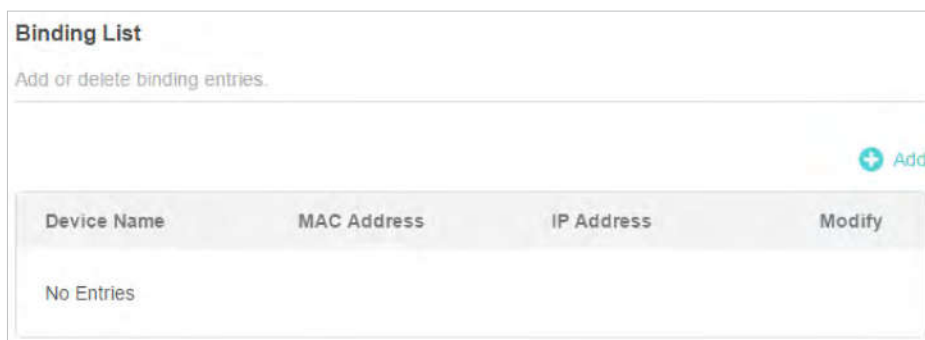 Binding List
Add or delete binding entries.
Add
Device Name MAC Address IP Address Modify
No Entries